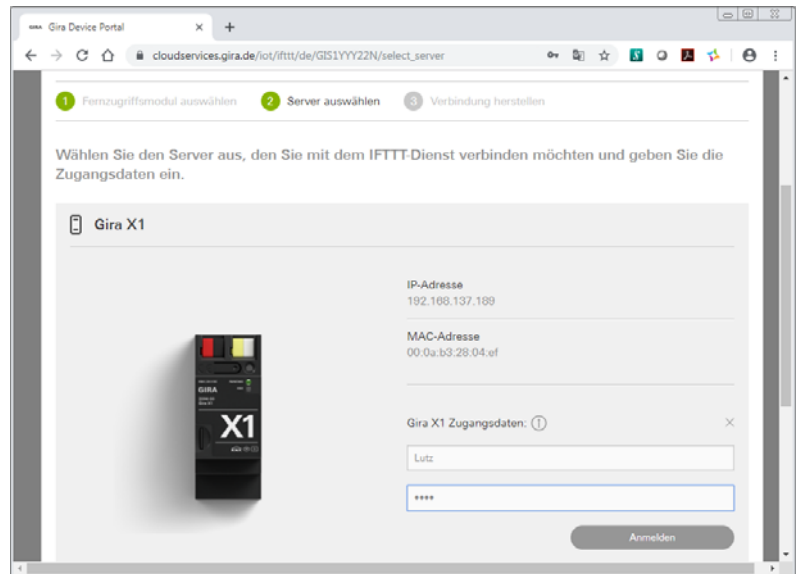 GIRA Gira Device Portal
cloudservices.gira.de/iot/ifttt/de/GIS1YYY22N/select_server
1 Fernzugriffsmodul auswählen 2 Server auswählen 3 Verbindung herstellen
Wählen Sie den Server aus, den Sie mit dem IFTTT-Dienst verbinden möchten und geben Sie die
Zugangsdaten ein.
Gira X1
IP-Adresse
192.168.137.189
MAC-Adresse
00:0a:b3:28:04:ef
GIRA
X1
Gira X1 Zugangsdaten:
Lutz
****
Anmelden